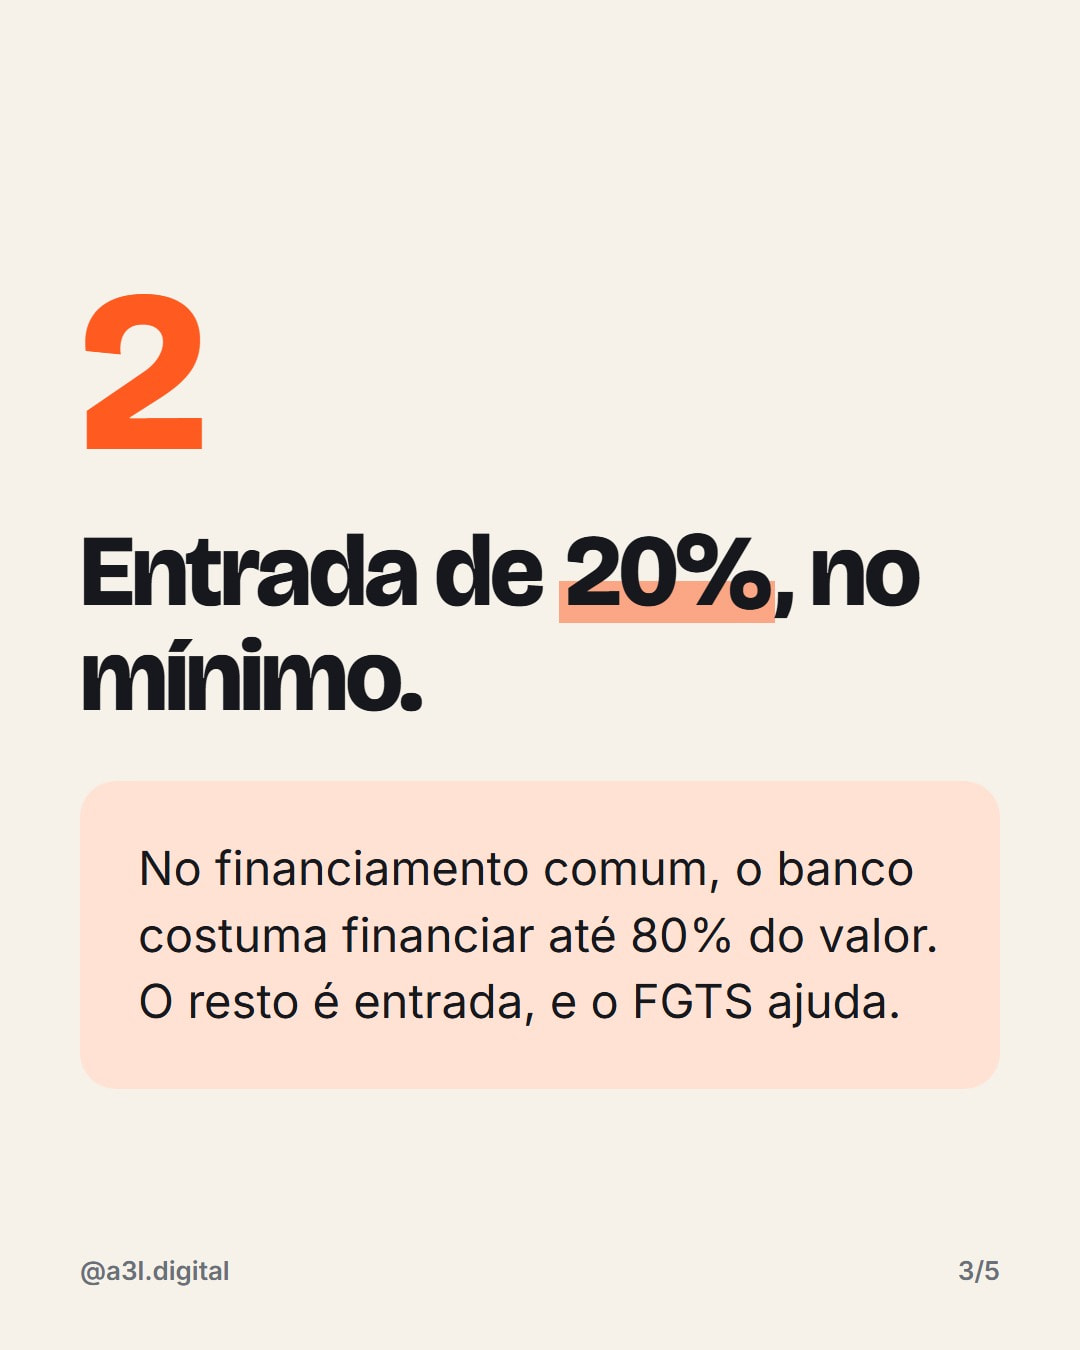 2
Entrada de 20%, no
mínimo.
No financiamento comum, o banco
costuma financiar até 80% do valor.
O resto é entrada, e o FGTS ajuda.
@a3l.digital
3/5